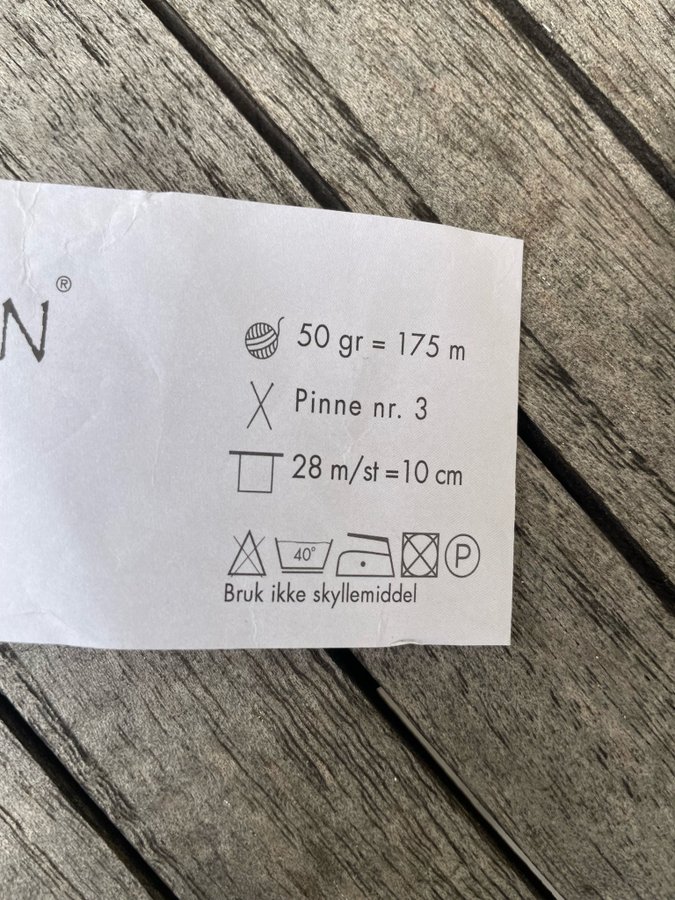 N®
50 gr = 175 m
Pinne nr. 3
28 m/st = 10 cm
40°
P
Bruk ikke skyllemiddel